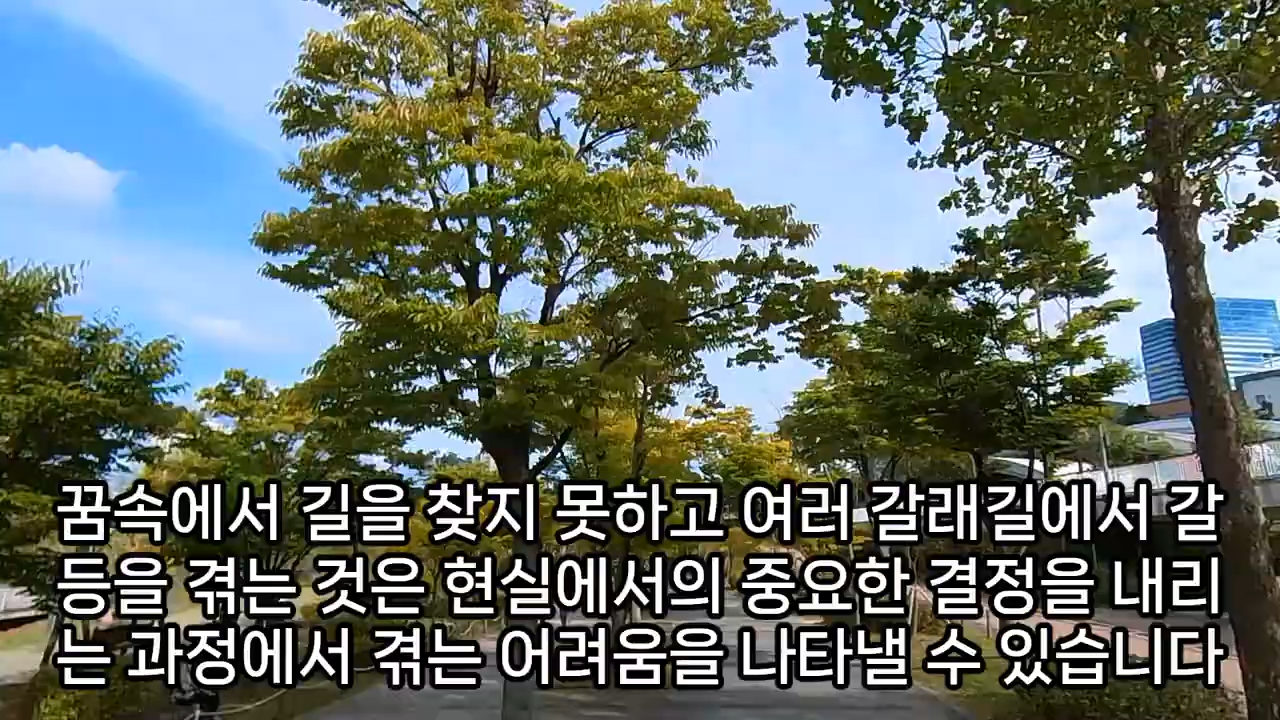 꿈속에서 길을 찾지 못하고 여러 갈래길에서 갈
등을 겪는 것은 현실에서의 중요한 결정을 내리
는 과정에서 겪는 어려움을 나타낼 수 있습니다